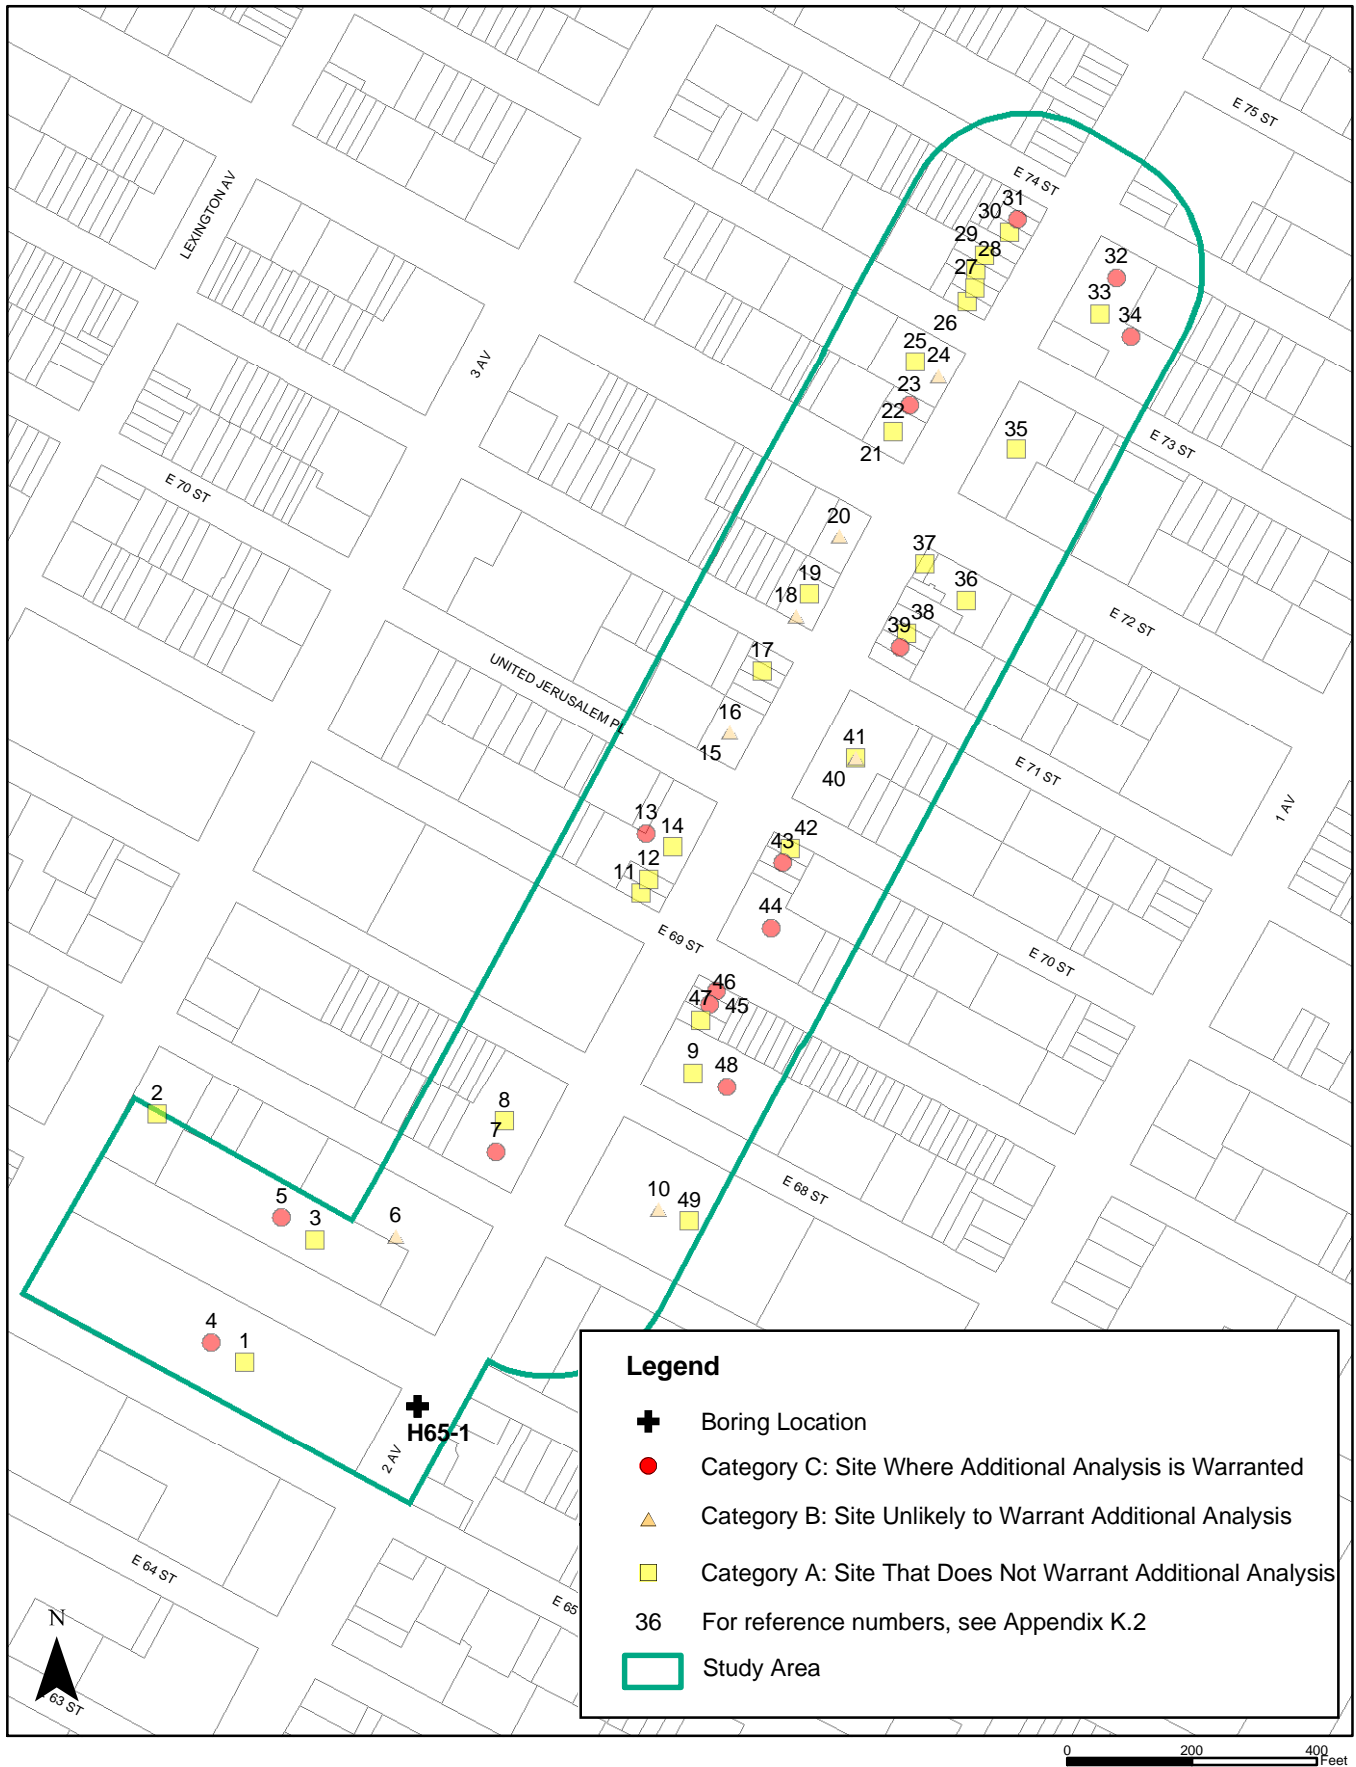 E 75 ST
E 74 ST
31
30
LEXINGTON AV
29
28
27
32
33
34
26
25
24
3 AV
23
22
21
35
E 73 ST
E 70 ST
20
37
36
19
18
38
39
E 72 ST
17
UNITED JERUSALEM PL
16
15
41
40
E 71 ST
1 AV
13
14
42
43
12
11
44
E 69 ST
E 70 ST
46
47
45
9
48
2
8
7
E 68 ST
10
49
5
3
6
4
1
H65-1
2 AV
E 64 ST
E 65
N
63 ST
Legend
Boring Location
Category C: Site Where Additional Analysis is Warranted
Category B: Site Unlikely to Warrant Additional Analysis
Category A: Site That Does Not Warrant Additional Analysis
36 For reference numbers, see Appendix K.2
Study Area
0 200 400
Feet